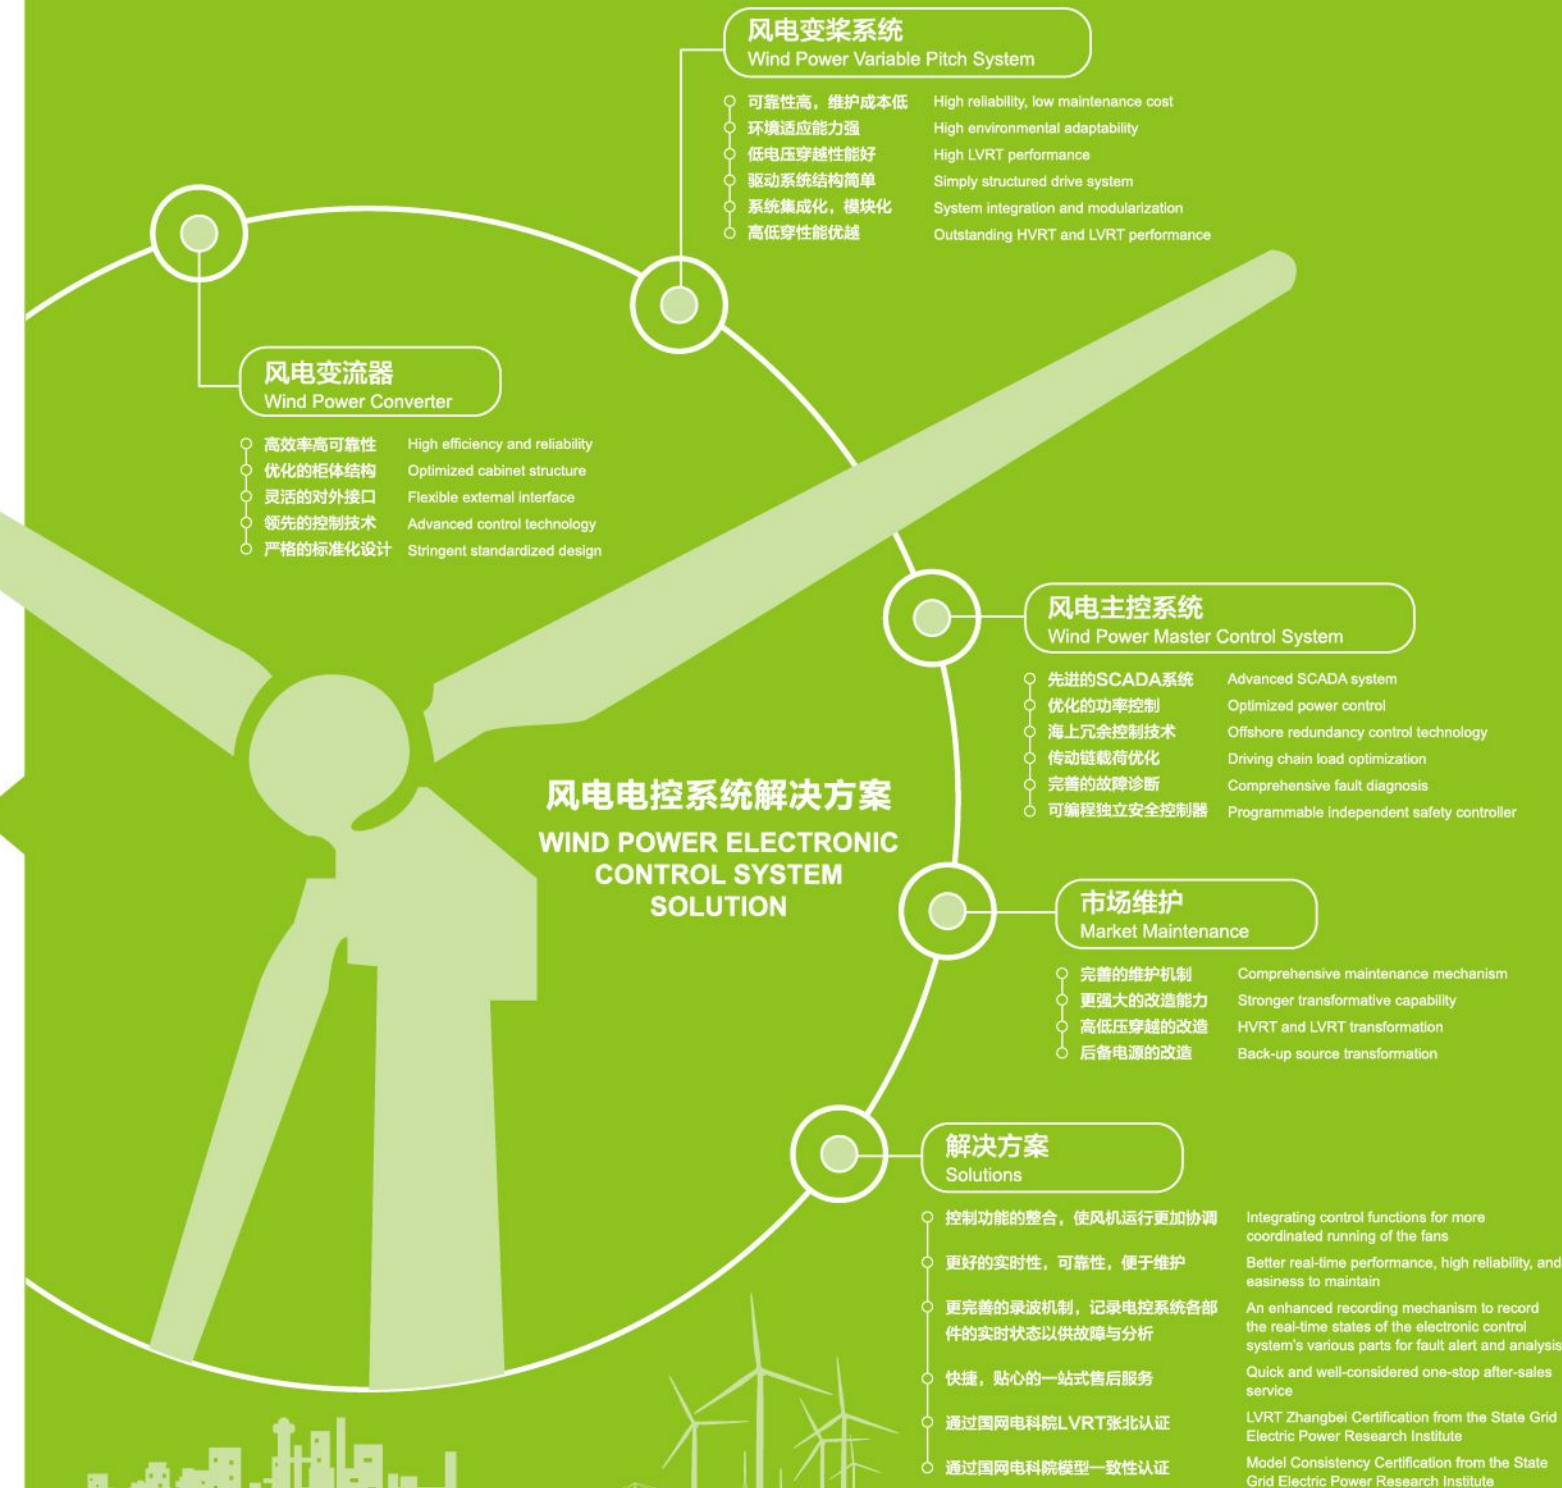 风电变桨系统
Wind Power Variable Pitch System
可靠性高，维护成本低 High reliability, low maintenance cost
环境适应能力强 High environmental adaptability
低电压穿越性能好 High LVRT performance
驱动系统结构简单 Simply structured drive system
系统集成化，模块化 System integration and modularization
高低穿性能优越 Outstanding HVRT and LVRT performance
风电变流器
Wind Power Converter
高效率高可靠性 High efficiency and reliability
优化的柜体结构 Optimized cabinet structure
灵活的对外接口 Flexible external interface
领先的控制技术 Advanced control technology
严格的标准化设计 Stringent standardized design
风电主控系统
Wind Power Master Control System
先进的SCADA系统 Advanced SCADA system
优化的功率控制 Optimized power control
海上冗余控制技术 Offshore redundancy control technology
传动链载荷优化 Driving chain load optimization
完善的故障诊断 Comprehensive fault diagnosis
可编程独立安全控制器 Programmable independent safety controller
风电电控系统解决方案
WIND POWER ELECTRONIC
CONTROL SYSTEM
SOLUTION
市场维护
Market Maintenance
完善的维护机制 Comprehensive maintenance mechanism
更强大的改造能力 Stronger transformative capability
高低压穿越的改造 HVRT and LVRT transformation
后备电源的改造 Back-up source transformation
解决方案
Solutions
控制功能的整合，使风机运行更加协调
Integrating control functions for more
coordinated running of the fans
更好的实时性，可靠性，便于维护
Better real-time performance, high reliability, and
easiness to maintain
更完善的录波机制，记录电控系统各部
件的实时状态以供故障与分析
An enhanced recording mechanism to record
the real-time states of the electronic control
system's various parts for fault alert and analysis
快捷，贴心的一站式售后服务
Quick and well-considered one-stop after-sales
service
通过国网电科院LVRT张北认证
LVRT Zhangbei Certification from the State Grid
Electric Power Research Institute
通过国网电科院模型一致性认证
Model Consistency Certification from the State
Grid Electric Power Research Institute